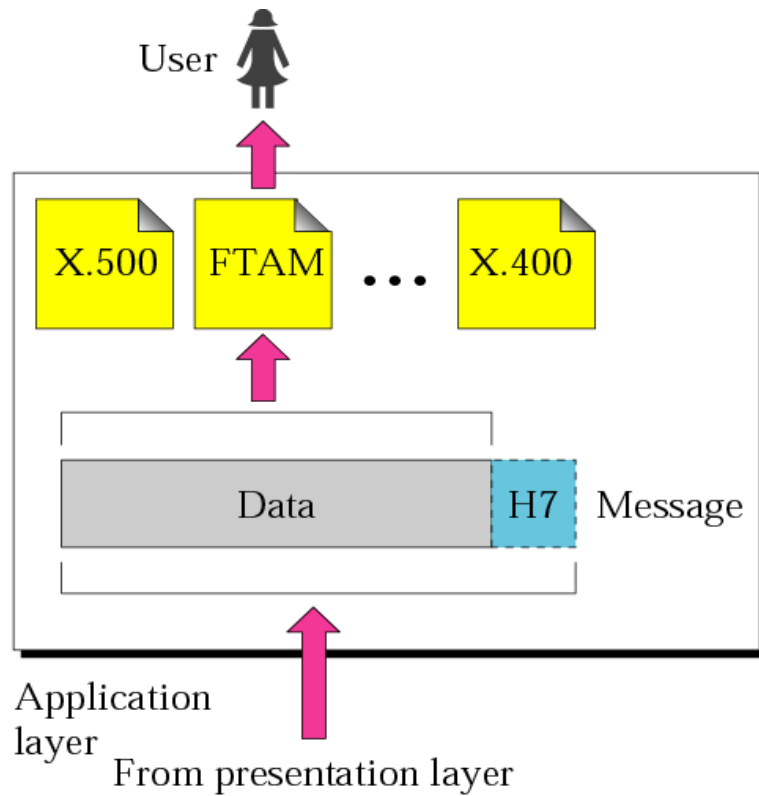 User
X.500
FTAM
...
X.400
Data
H7
Message
Application
layer
From presentation layer